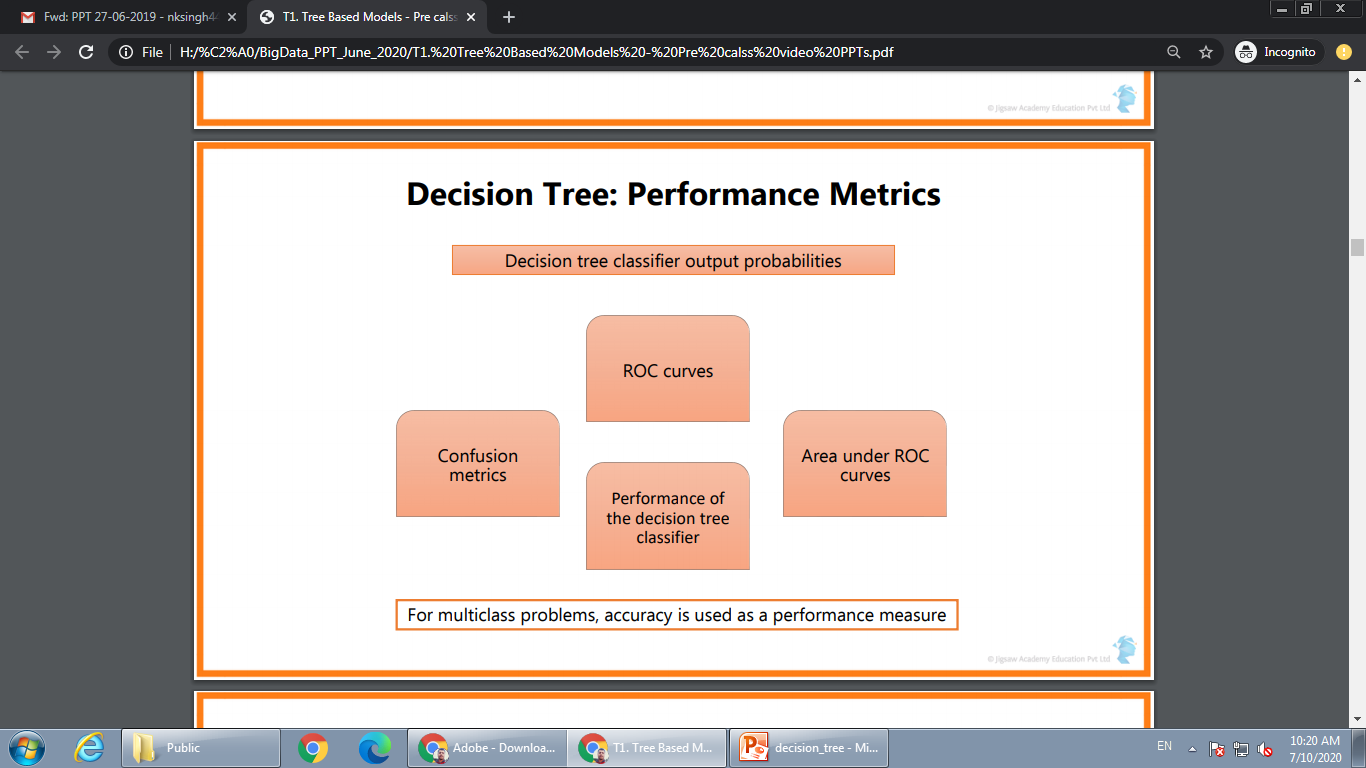 Fwd: PPT 27-06-2019 - nksingh44
T1. Tree Based Models - Pre calss
File
H:/%C2%A0/BigData_PPT_June_2020/T1.%20Tree%20Based%20Models%20-%20Pre%20calss%20video%20PPTs.pdf
Incognito
© Jigsaw Academy Education Pvt Ltd
Decision Tree: Performance Metrics
Decision tree classifier output probabilities
ROC curves
Confusion
metrics
Area under ROC
curves
Performance of
the decision tree
classifier
For multiclass problems, accuracy is used as a performance measure
© Jigsaw Academy Education Pvt Ltd
Public
Adobe - Downloa...
T1. Tree Based M...
decision_tree - Mi...
EN
10:20 AM
7/10/2020